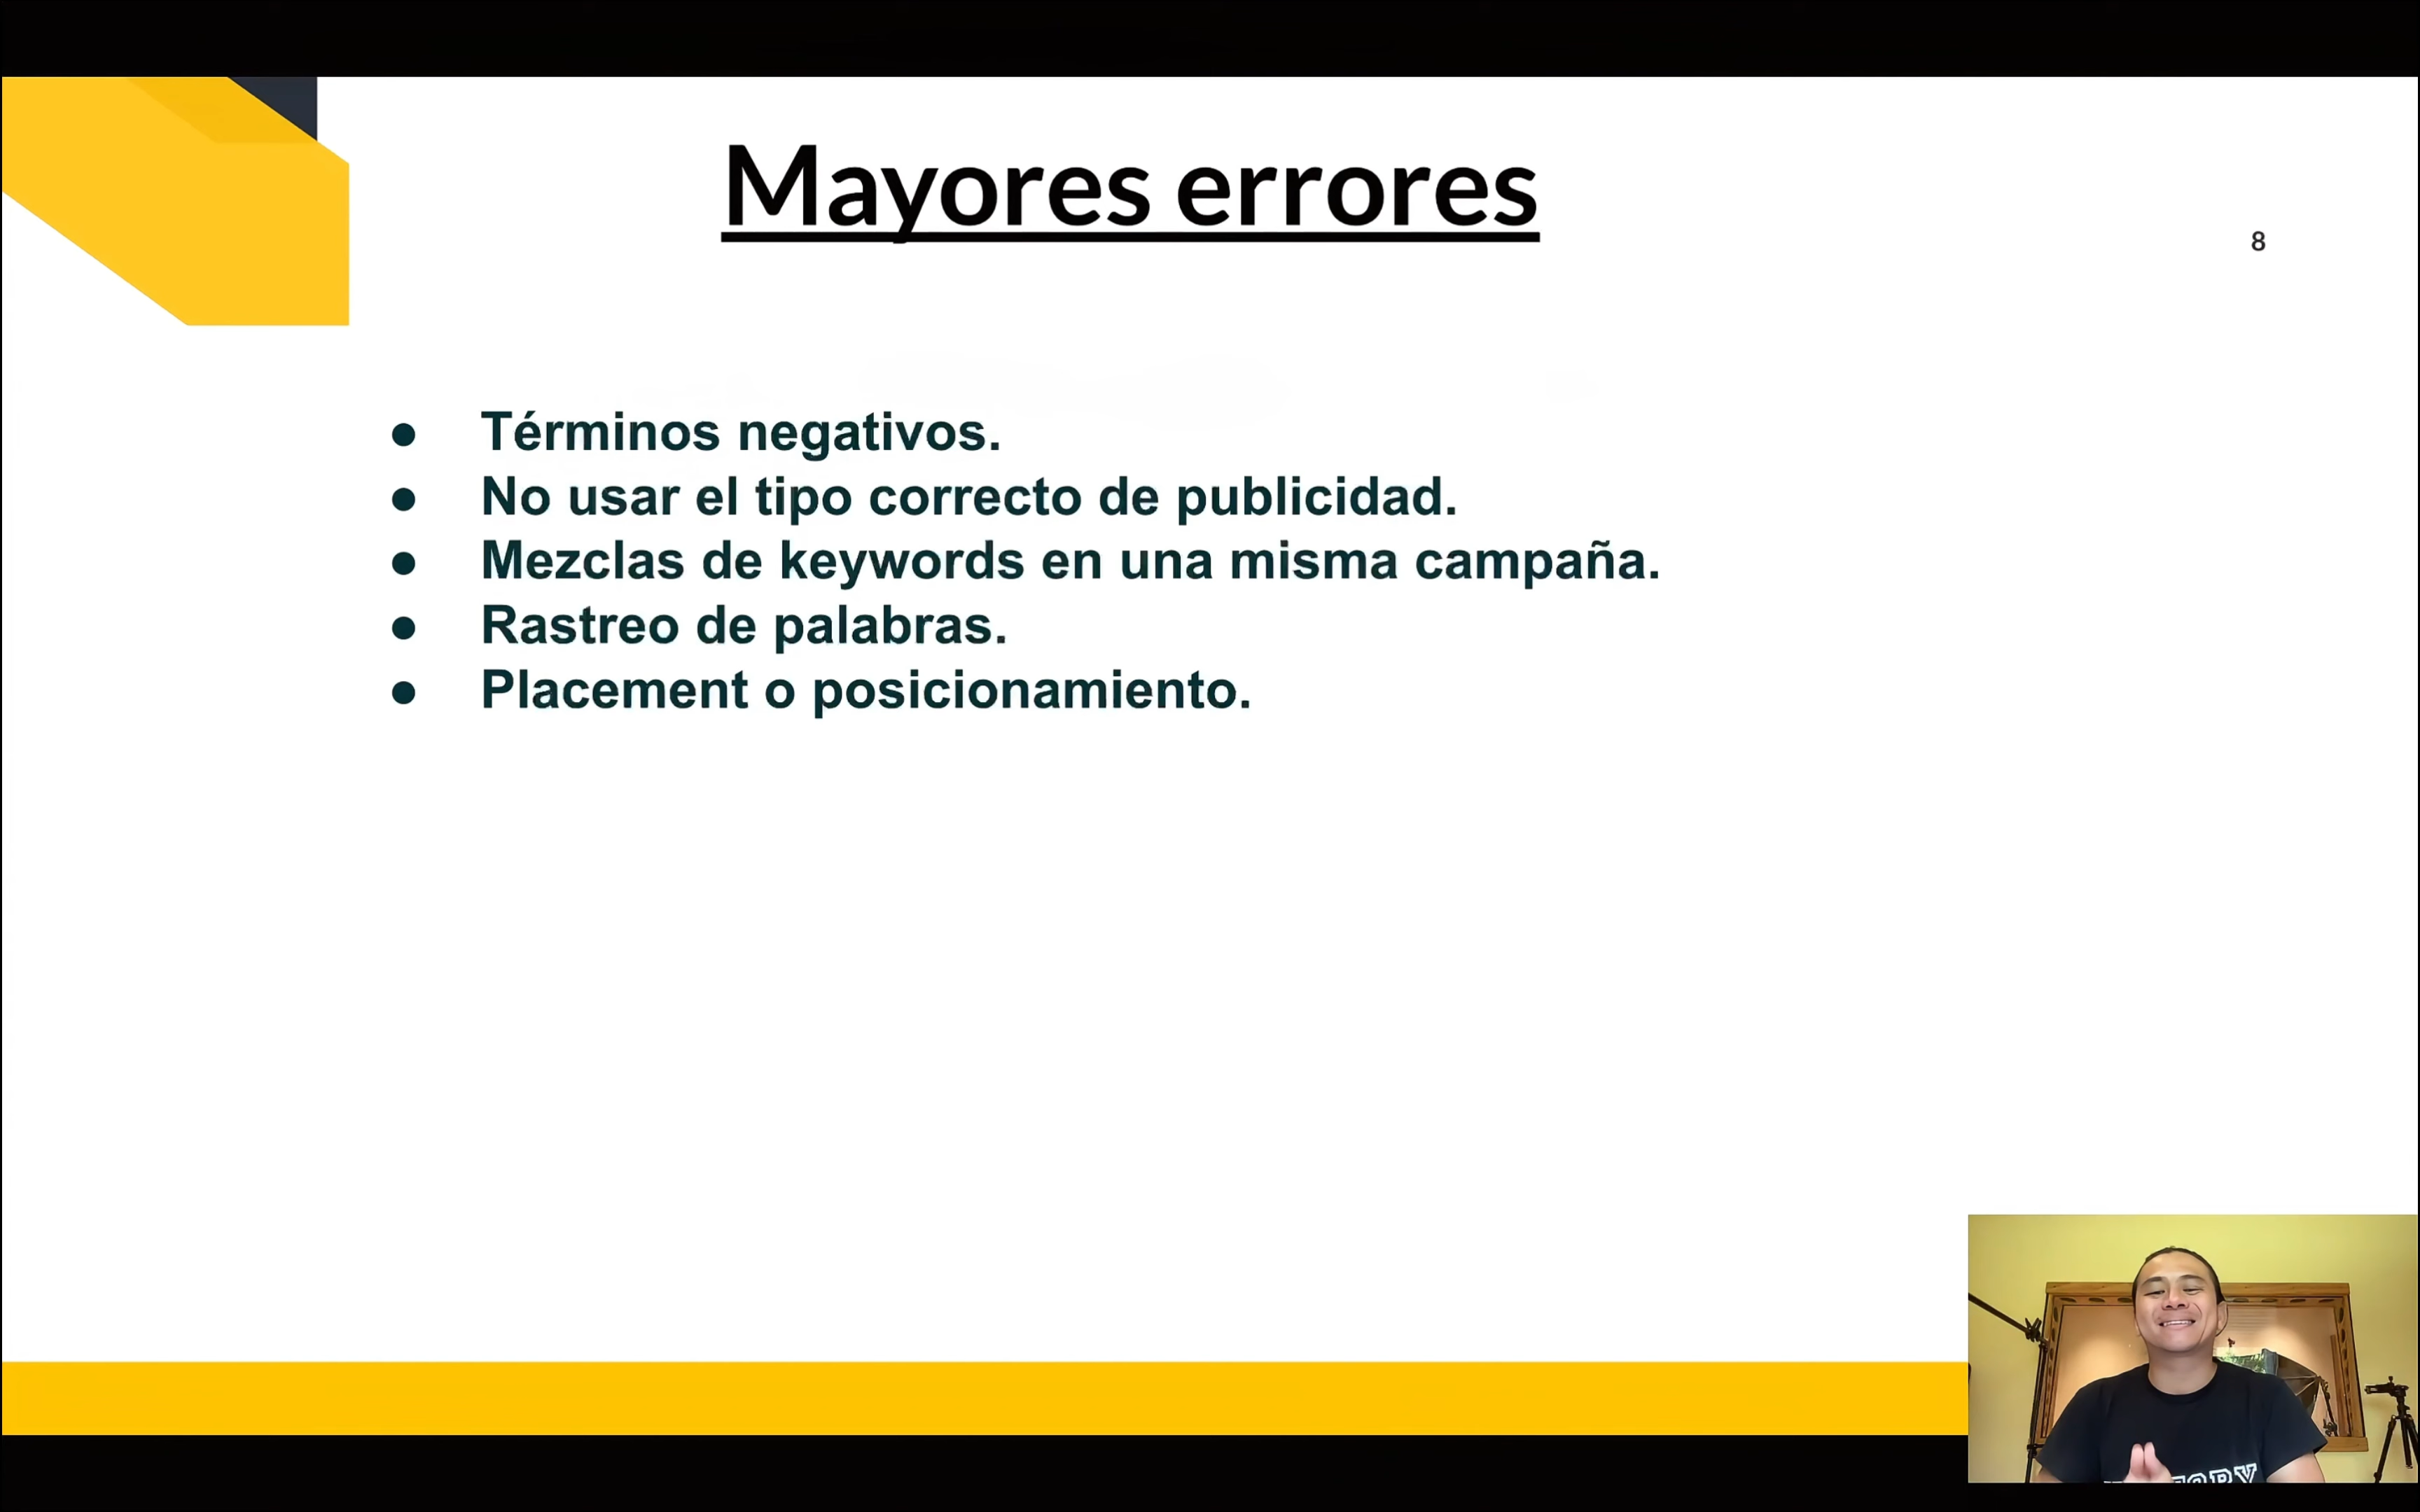 Mayores errores
8
● Términos negativos.
● No usar el tipo correcto de publicidad.
● Mezclas de keywords en una misma campaña.
● Rastreo de palabras.
● Placement o posicionamiento.